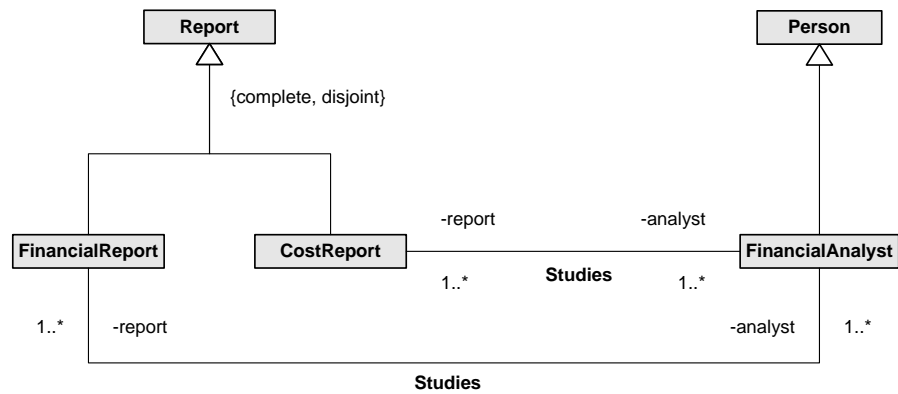 Report
Person
{complete, disjoint}
-report
-analyst
FinancialReport
CostReport
FinancialAnalyst
1..*
Studies
1..*
1..*
-report
-analyst
1..*
Studies